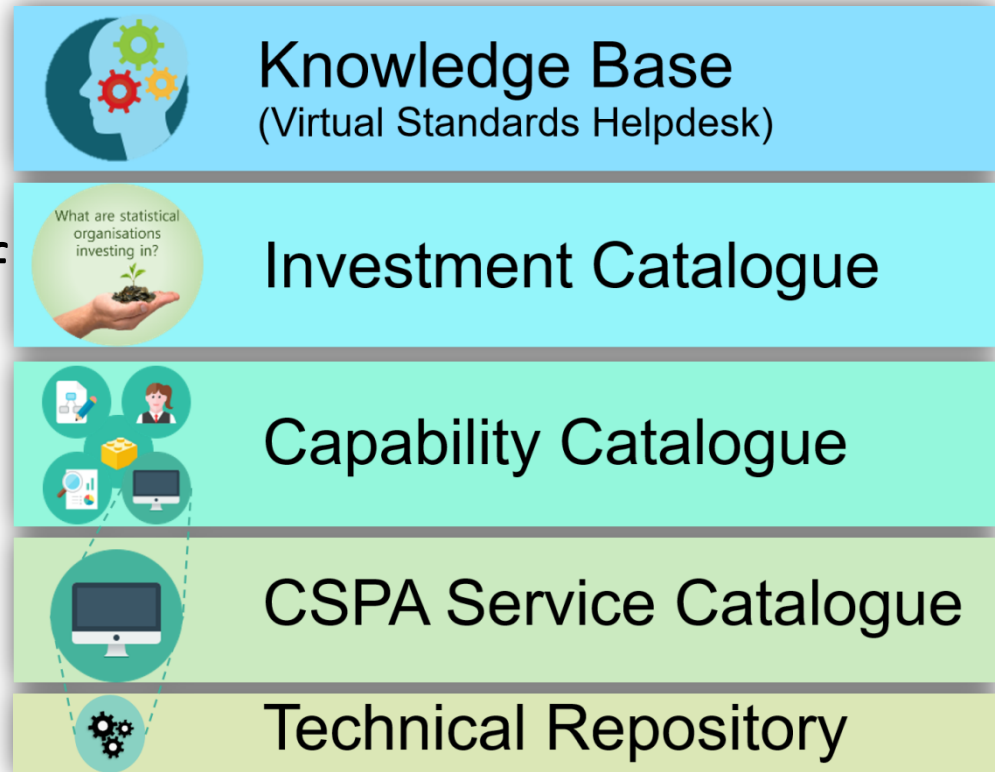 Knowledge Base
(Virtual Standards Helpdesk)
What are statistical
organisations
investing in?
f
Investment Catalogue
Capability Catalogue
CSPA Service Catalogue
Technical Repository